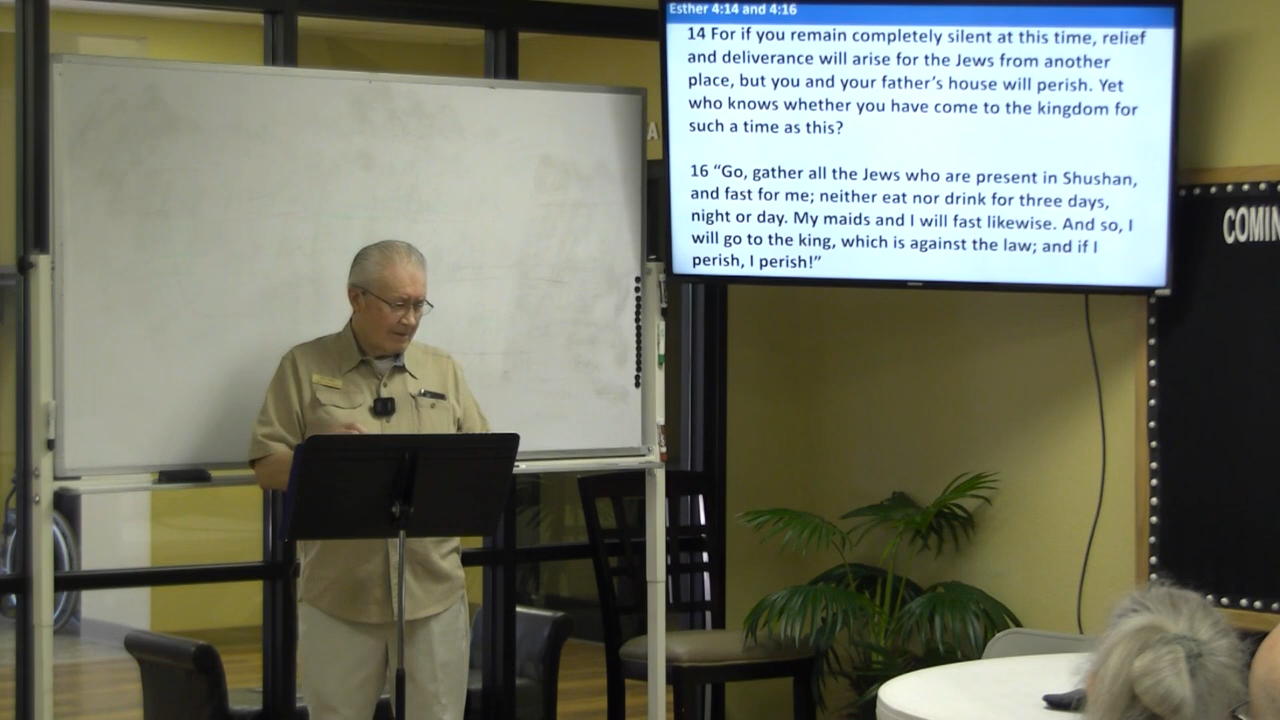 Esther 4:14 and 4:16
14 For if you remain completely silent at this time, relief
and deliverance will arise for the Jews from another
place, but you and your father's house will perish. Yet
who knows whether you have come to the kingdom for
such a time as this?
16 “Go, gather all the Jews who are present in Shushan,
and fast for me; neither eat nor drink for three days,
night or day. My maids and I will fast likewise. And so, I
will go to the king, which is against the law; and if I
perish, I perish!”
A
COMIN